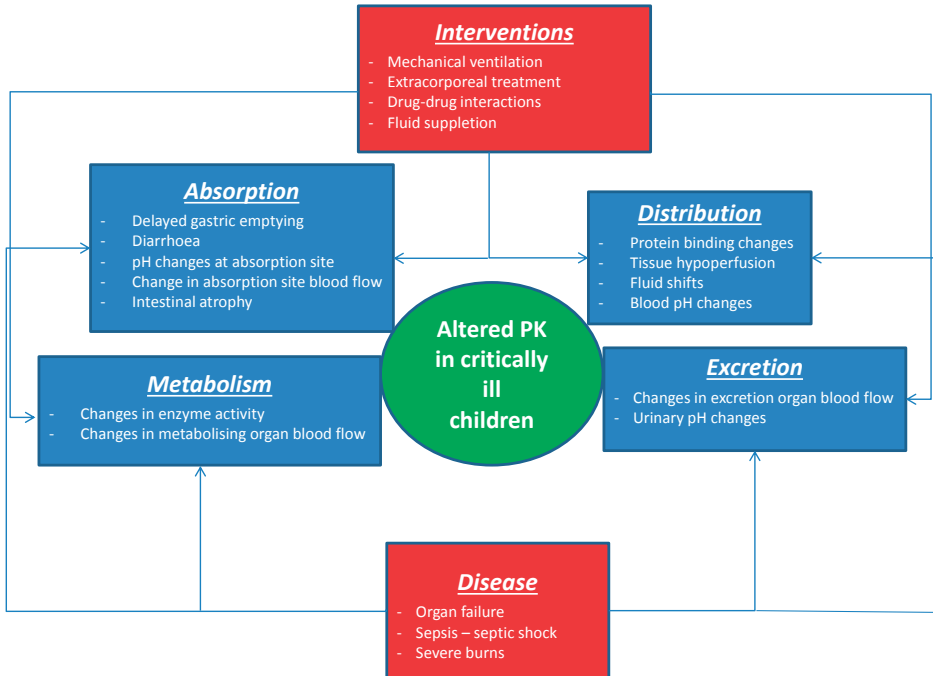 Interventions
- Mechanical ventilation
- Extracorporeal treatment
- Drug-drug interactions
- Fluid suppletion
Absorption
- Delayed gastric emptying
- Diarrhoea
- pH changes at absorption site
- Change in absorption site blood flow
- Intestinal atrophy
Distribution
- Protein binding changes
- Tissue hypoperfusion
- Fluid shifts
- Blood pH changes
Altered PK
in critically
ill
children
Metabolism
- Changes in enzyme activity
- Changes in metabolising organ blood flow
Excretion
- Changes in excretion organ blood flow
- Urinary pH changes
Disease
- Organ failure
- Sepsis – septic shock
- Severe burns